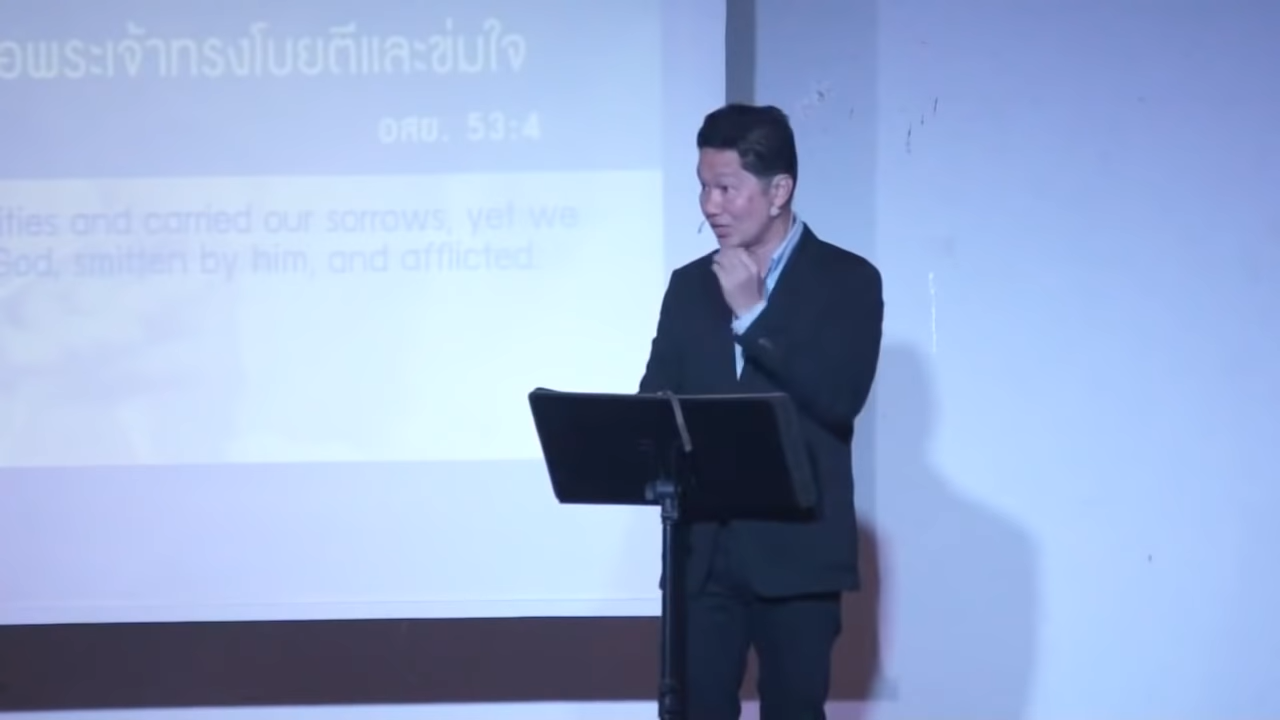 อพระเจ้าทรงโบยตีและข่มใจ
อศย. 53:4
ities and carried our sorrows, yet we
God, smitten by him, and afflicted.